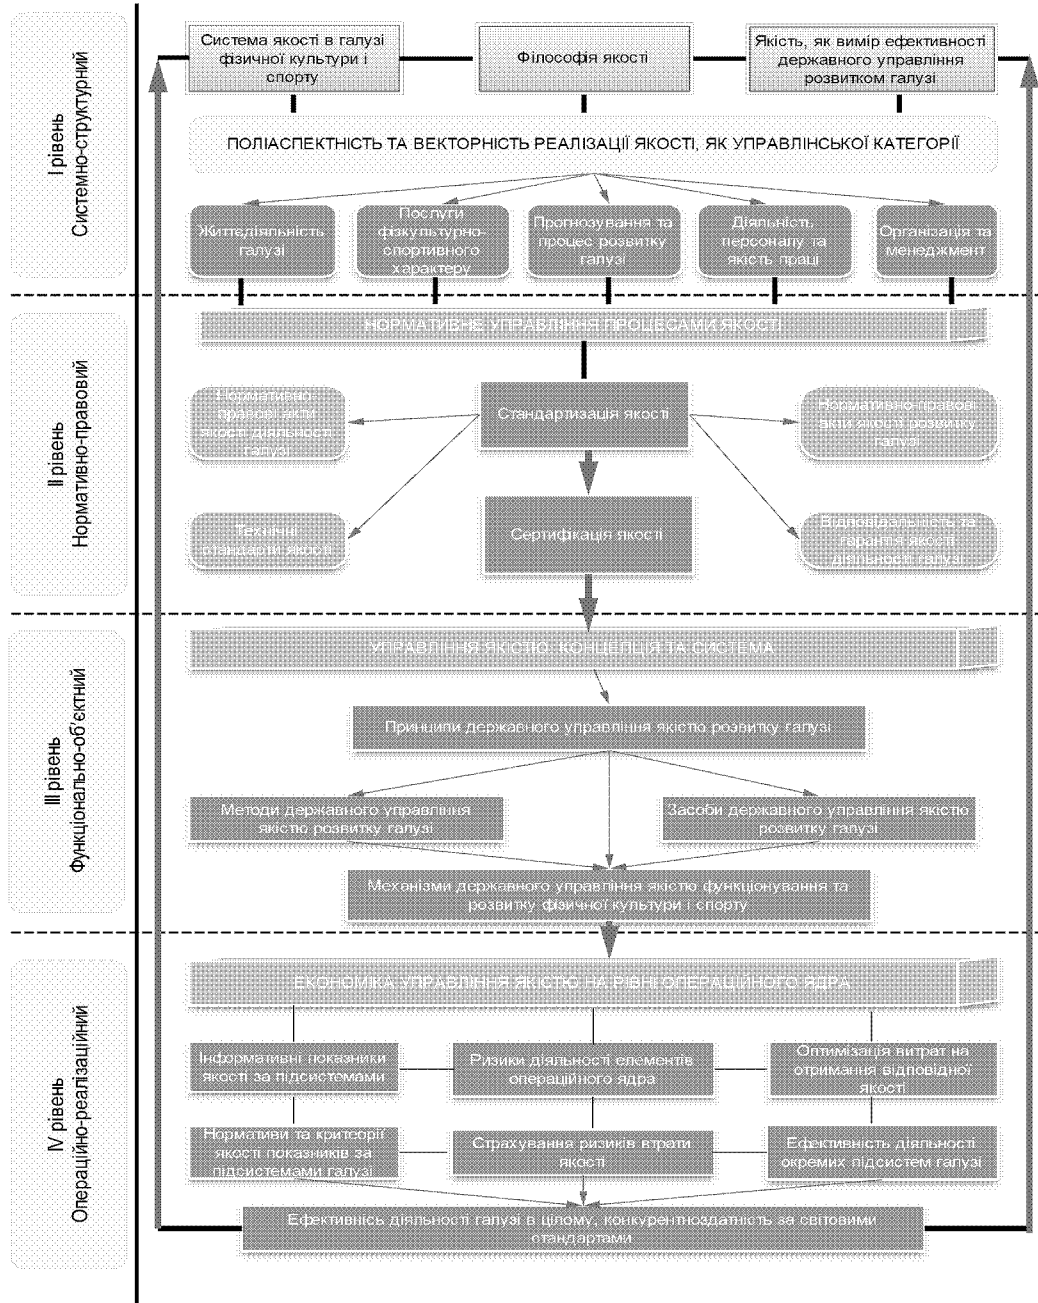 І рівень
Системно-структурний
Система якості в галузі
фізичної культури і
спорту
Філософія якості
Якість, як вимір ефективності
державного управління
розвитком галузі
ПОЛІАСПЕКТНІСТЬ ТА ВЕКТОРНІСТЬ РЕАЛІЗАЦІЇ ЯКОСТІ, ЯК УПРАВЛІНСЬКОЇ КАТЕГОРІЇ
Життєдіяльність
галузі
Послуги
фізкультурно-
спортивного
характеру
Прогнозування та
процес розвитку
галузі
Діяльність
персоналу та
якість праці
Організація та
менеджмент
ІІ рівень
Нормативно-правовий
НОРМАТИВНЕ УПРАВЛІННЯ ПРОЦЕСАМИ ЯКОСТІ
Нормативно-
правові акти
якості діяльності
галузі
Стандартизація якості
Нормативно-правові
акти якості розвитку
галузі
Технічні
стандарти якості
Сертифікація якості
Відповідальність та
гарантія якості
діяльності галузі
ІІІ рівень
Функціонально-об’єктний
УПРАВЛІННЯ ЯКІСТЮ: КОНЦЕПЦІЯ ТА СИСТЕМА
Принципи державного управління якістю розвитку галузі
Методи державного управління
якістю розвитку галузі
Засоби державного управління якістю
розвитку галузі
Механізми державного управління якістю функціонування та
розвитку фізичної культури і спорту
IV рівень
Операційно-реалізаційний
ЕКОНОМІКА УПРАВЛІННЯ ЯКІСТЮ НА РІВНІ ОПЕРАЦІЙНОГО ЯДРА
Інформативні показники
якості за підсистемами
Ризики діяльності елементів
операційного ядра
Оптимізація витрат на
отримання відповідної
якості
Нормативи та критеорії
якості показників за
підсистемами галузі
Страхування ризиків втрати
якості
Ефективність діяльності
окремих підсистем галузі
Ефективнісь діяльності галузі в цілому, конкурентноздатність за світовими
стандартами